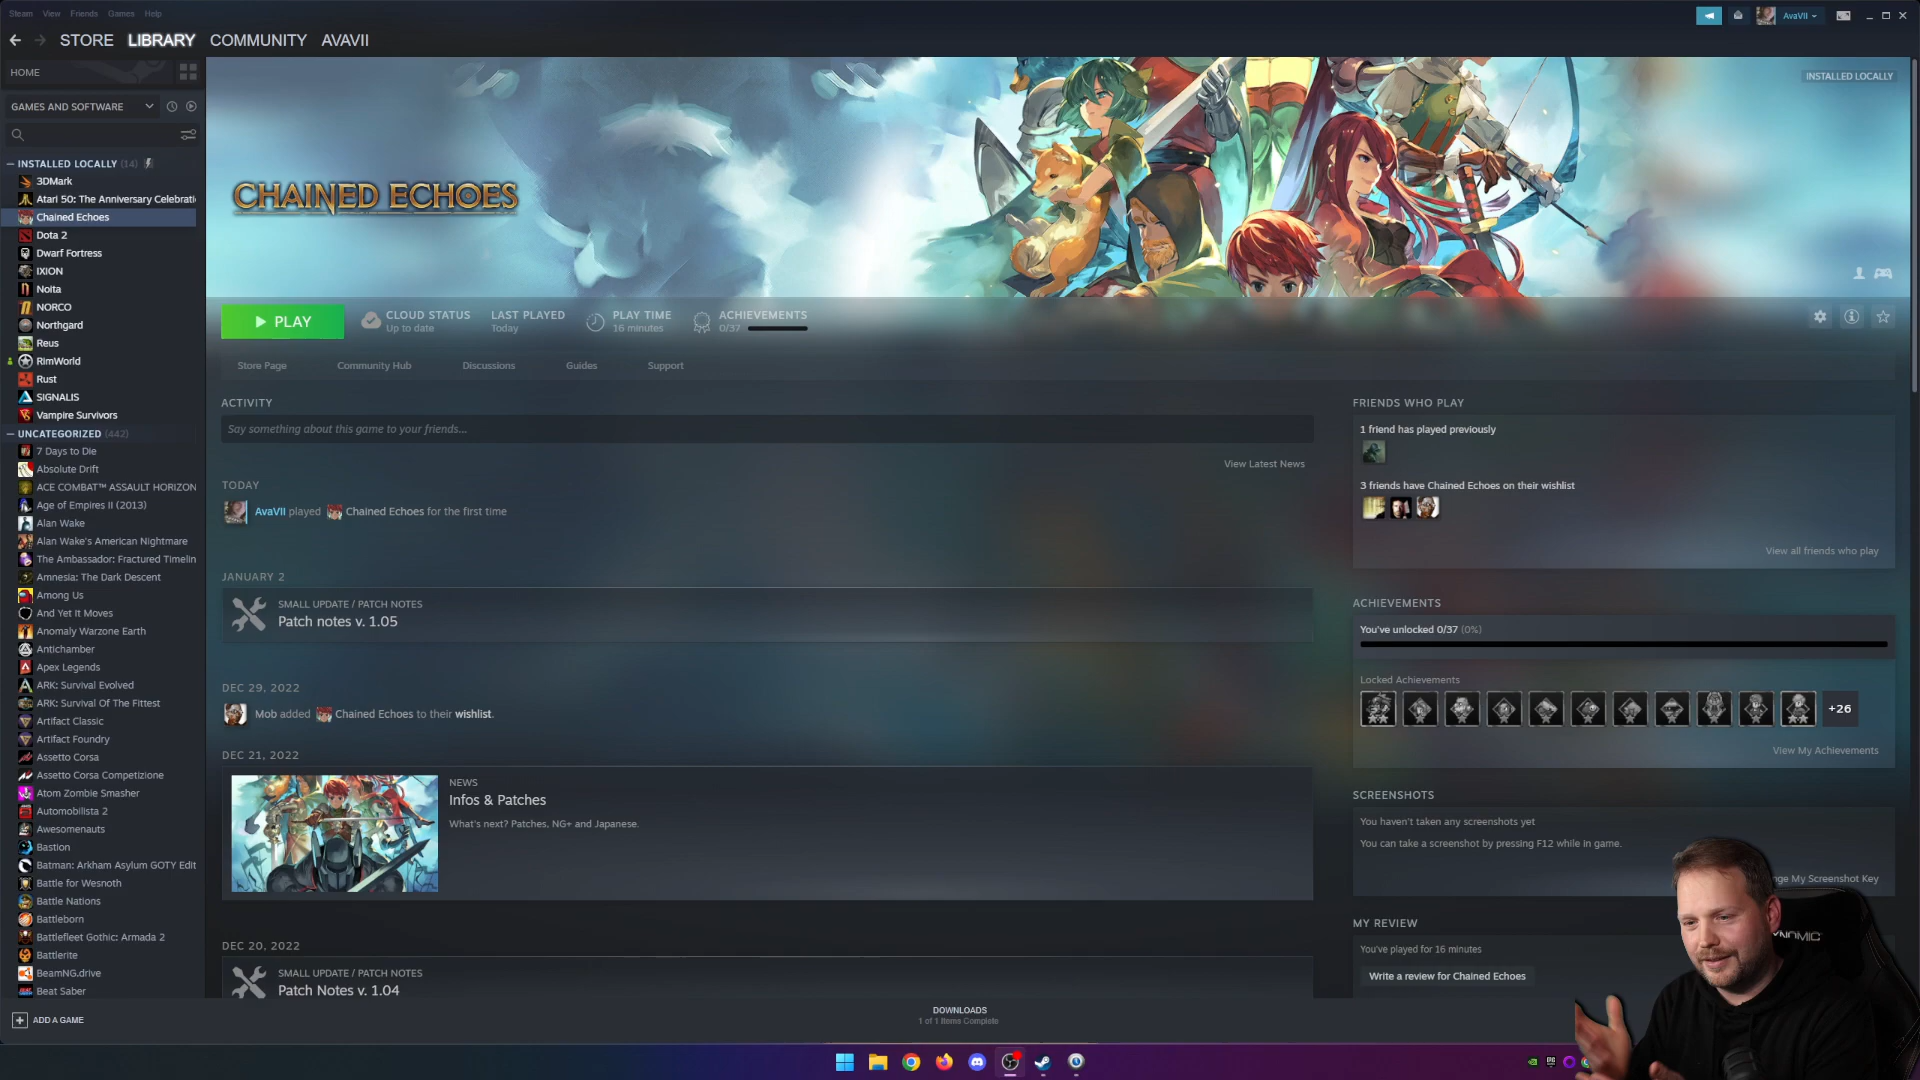 Steam View Friends Games Help
AvaVII
STORE LIBRARY COMMUNITY AVAVII
HOME
GAMES AND SOFTWARE
INSTALLED LOCALLY (14)
3DMark
Atari 50: The Anniversary Celebrati
Chained Echoes
Dota 2
Dwarf Fortress
IXION
Noita
NORCO
Northgard
Reus
RimWorld
Rust
SIGNALIS
Vampire Survivors
UNCATEGORIZED (442)
7 Days to Die
Absolute Drift
ACE COMBAT™ ASSAULT HORIZON
Age of Empires II (2013)
Alan Wake
Alan Wake's American Nightmare
The Ambassador: Fractured Timelin
Amnesia: The Dark Descent
Among Us
And Yet It Moves
Anomaly Warzone Earth
Antichamber
Apex Legends
ARK: Survival Evolved
ARK: Survival Of The Fittest
Artifact Classic
Artifact Foundry
Assetto Corsa
Assetto Corsa Competizione
Atom Zombie Smasher
Automobilista 2
Awesomenauts
Bastion
Batman: Arkham Asylum GOTY Edit
Battle for Wesnoth
Battle Nations
Battleborn
Battlefleet Gothic: Armada 2
Battlerite
BeamNG.drive
Beat Saber
ADD A GAME
INSTALLED LOCALLY
CHAINED ECHOES
PLAY
CLOUD STATUS
Up to date
LAST PLAYED
Today
PLAY TIME
16 minutes
ACHIEVEMENTS
0/37
Store Page Community Hub Discussions Guides Support
ACTIVITY
Say something about this game to your friends...
View Latest News
TODAY
AvaVII played Chained Echoes for the first time
JANUARY 2
SMALL UPDATE / PATCH NOTES
Patch notes v. 1.05
DEC 29, 2022
Mob added Chained Echoes to their wishlist.
DEC 21, 2022
NEWS
Infos & Patches
What's next? Patches, NG+ and Japanese.
DEC 20, 2022
SMALL UPDATE / PATCH NOTES
Patch Notes v. 1.04
FRIENDS WHO PLAY
1 friend has played previously
3 friends have Chained Echoes on their wishlist
View all friends who play
ACHIEVEMENTS
You've unlocked 0/37 (0%)
Locked Achievements
+26
View My Achievements
SCREENSHOTS
You haven't taken any screenshots yet
You can take a screenshot by pressing F12 while in game.
nge My Screenshot Key
MY REVIEW
You've played for 16 minutes
Write a review for Chained Echoes
DOWNLOADS
1 of 1 Items Complete